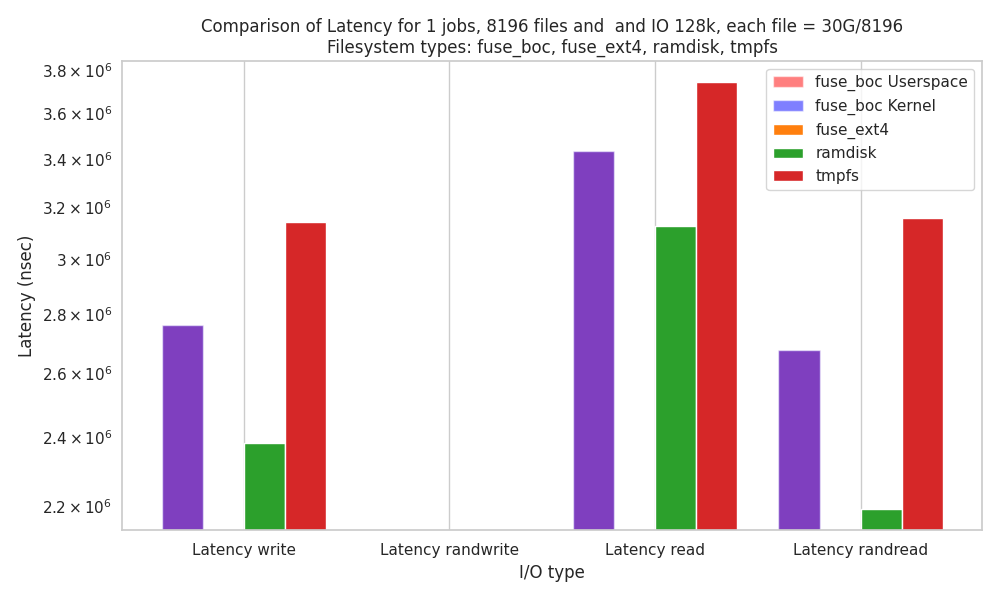 Comparison of Latency for 1 jobs, 8196 files and  and IO 128k, each file = 30G/8196
Filesystem types: fuse_boc, fuse_ext4, ramdisk, tmpfs
Latency (nsec)
3.8 × 10⁶
3.6 × 10⁶
3.4 × 10⁶
3.2 × 10⁶
3 × 10⁶
2.8 × 10⁶
2.6 × 10⁶
2.4 × 10⁶
2.2 × 10⁶
fuse_boc Userspace
fuse_boc Kernel
fuse_ext4
ramdisk
tmpfs
Latency write
Latency randwrite
Latency read
Latency randread
I/O type